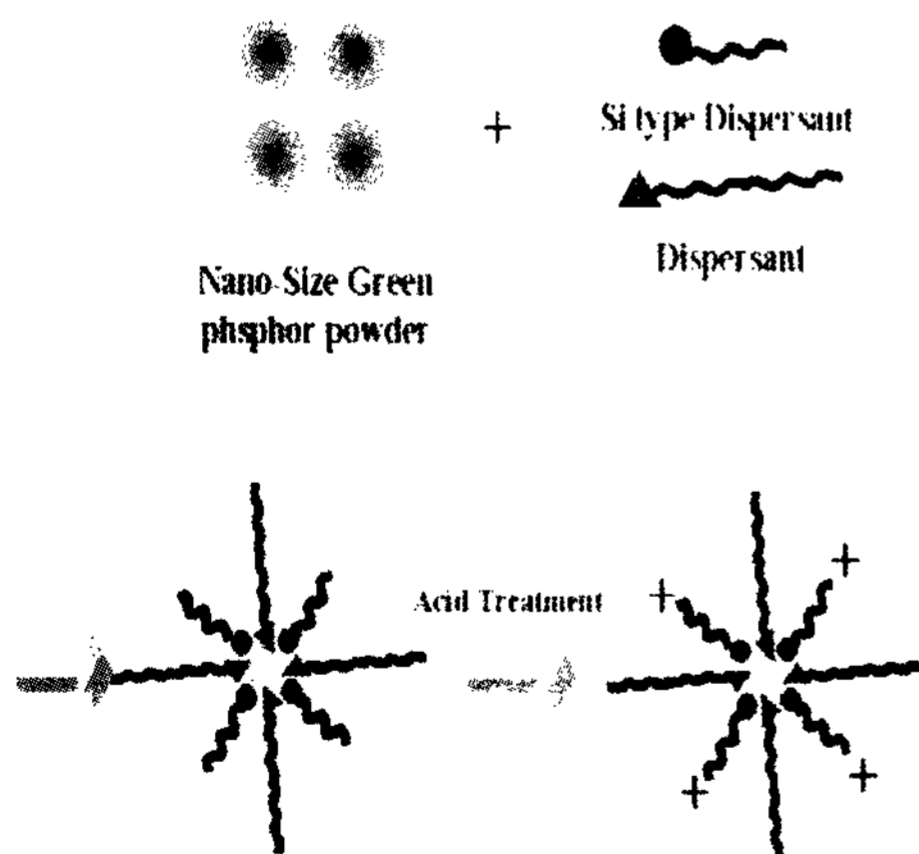 +
Si type Dispersant
Dispersant
Nano-Size Green
phsphor powder
Acid Treatment
+
+
+
+